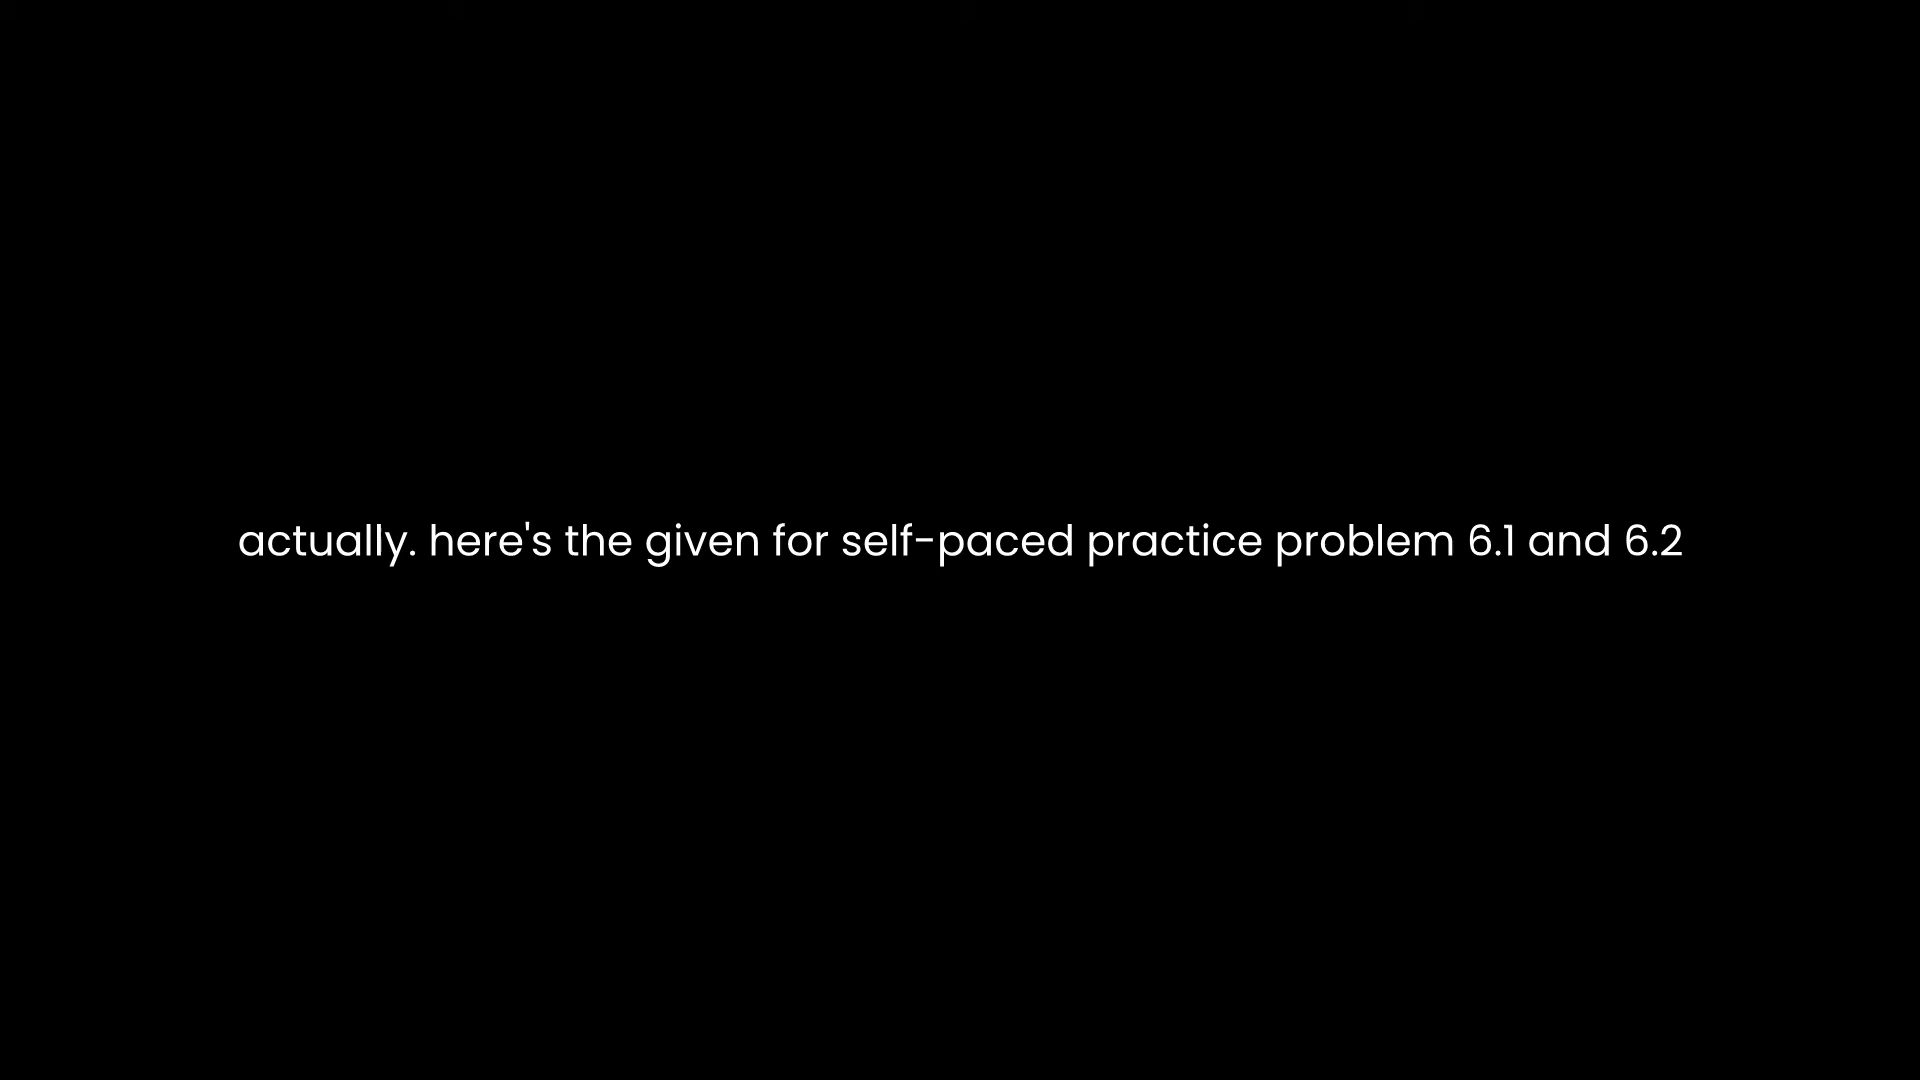 actually. here's the given for self-paced practice problem 6.1 and 6.2